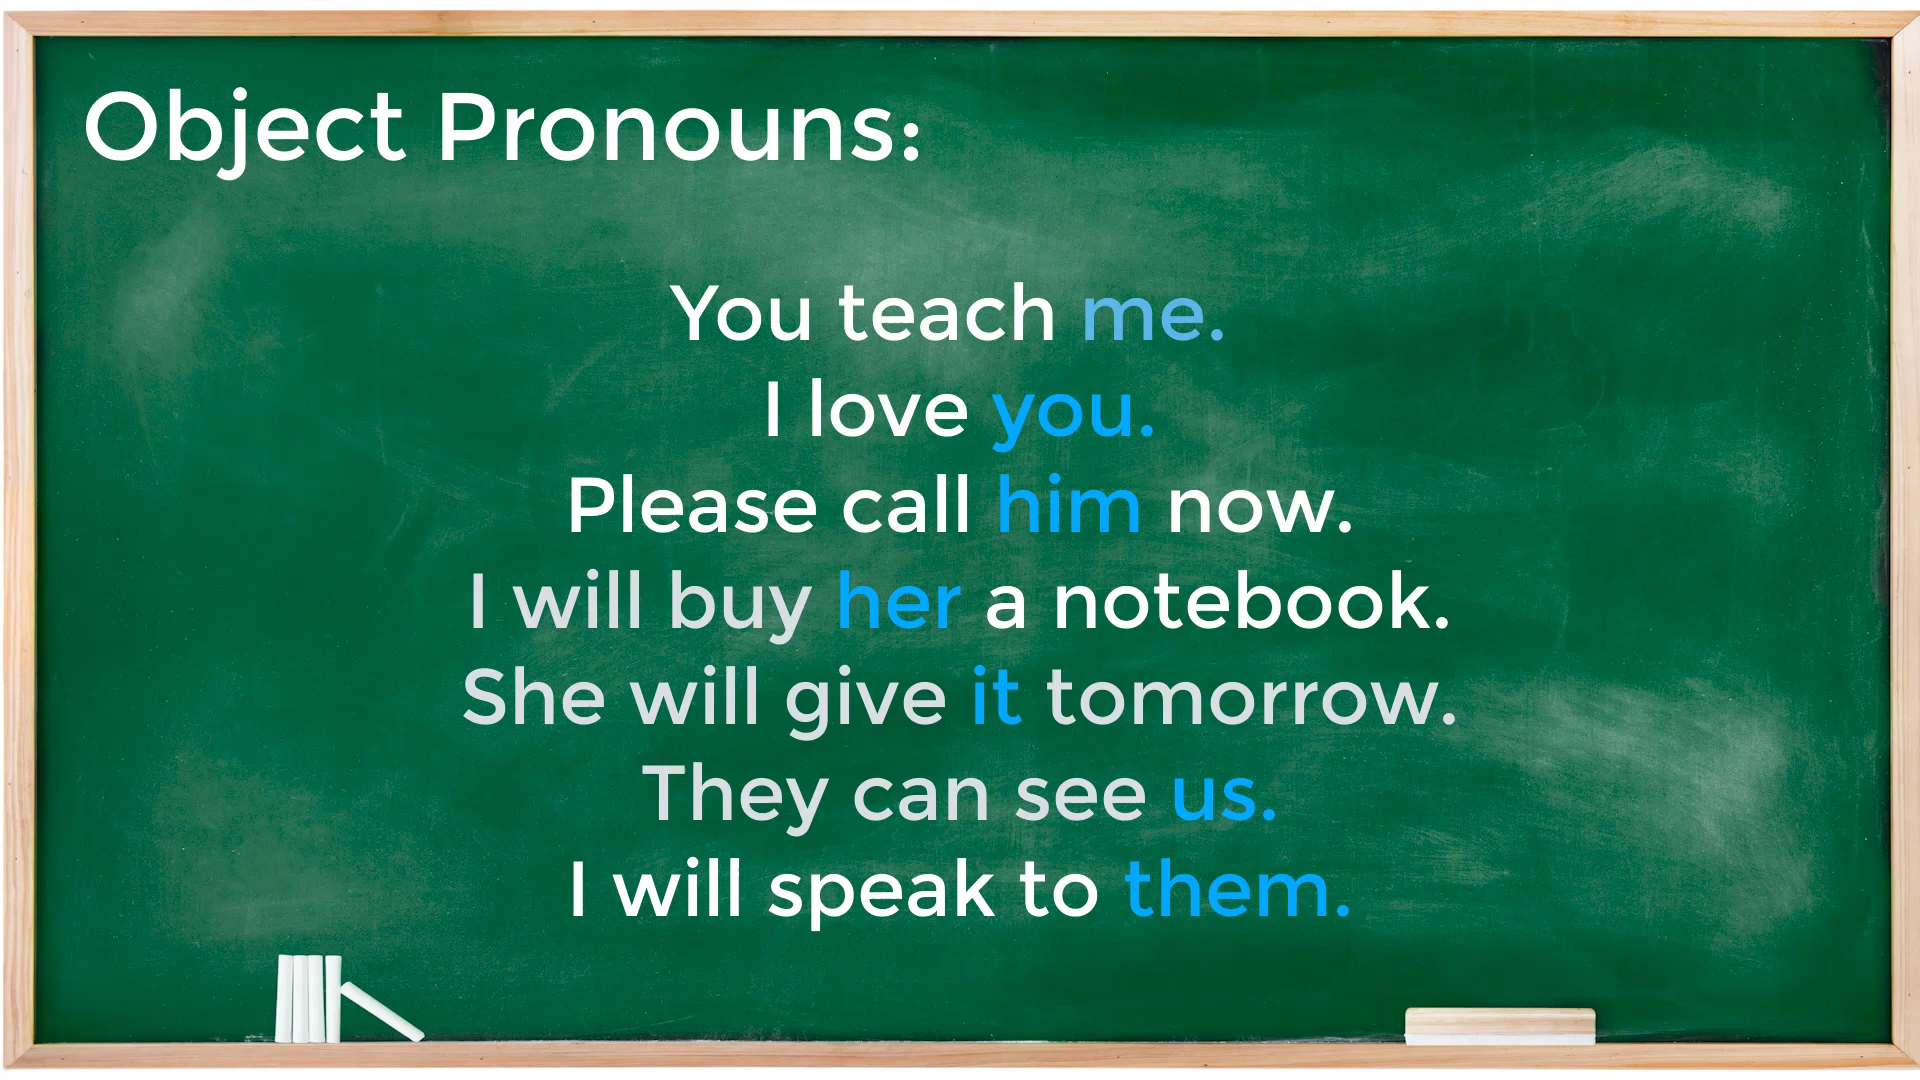 Object Pronouns:
You teach me.
I love you.
Please call him now.
I will buy her a notebook.
She will give it tomorrow.
They can see us.
I will speak to them.